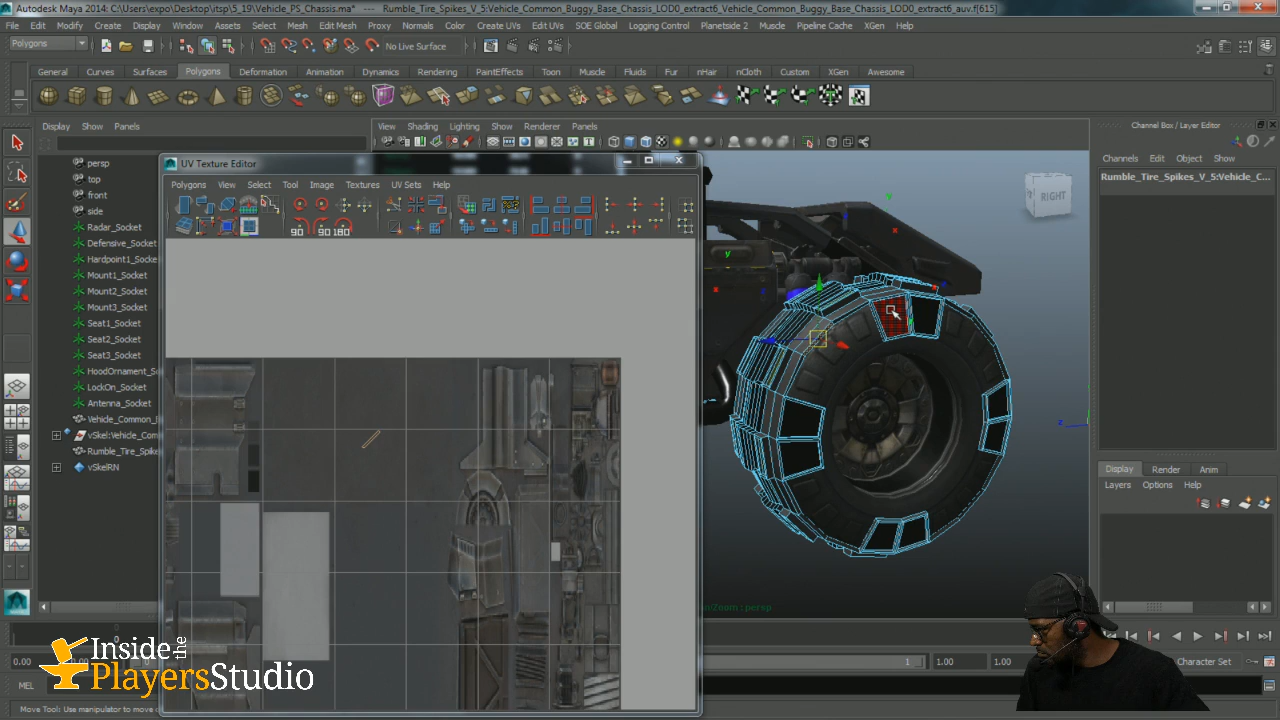 Autodesk Maya 2014: C:\Users\expo\Desktop\itsp\5_19\Vehicle_PS_Chassis.ma* --- Rumble_Tire_Spikes_V_5:Vehicle_Common_Buggy_Base_Chassis_LOD0_extract6_Vehicle_Common_Buggy_Base_Chassis_LOD0_extract6_auv.f[615]
File Edit Modify Create Display Window Assets Select Mesh Edit Mesh Proxy Normals Color Create UVs Edit UVs SOE Global Logging Control Planetside 2 Muscle Pipeline Cache XGen Help
Polygons No Live Surface
General Curves Surfaces Polygons Deformation Animation Dynamics Rendering PaintEffects Toon Muscle Fluids Fur nHair nCloth Custom XGen Awesome
Display Show Panels
View Shading Lighting Show Renderer Panels
Channel Box / Layer Editor
Channels Edit Object Show
Rumble_Tire_Spikes_V_5:Vehicle_C...
persp
top
front
side
Radar_Socket
Defensive_Socket
Hardpoint1_Socke
Mount1_Socket
Mount2_Socket
Mount3_Socket
Seat1_Socket
Seat2_Socket
Seat3_Socket
HoodOrnament_So
LockOn_Socket
Antenna_Socket
Vehicle_Common_
vSkel:Vehicle_Com
Rumble_Tire_Spike
vSkelRN
UV Texture Editor
Polygons View Select Tool Image Textures UV Sets Help
90 90 180
RIGHT
y
x
z
persp
Display Render Anim
Layers Options Help
0.00
1
1.00 1.00
Character Set
MEL
Move Tool: Use manipulator to move o
Inside the
PlayersStudio